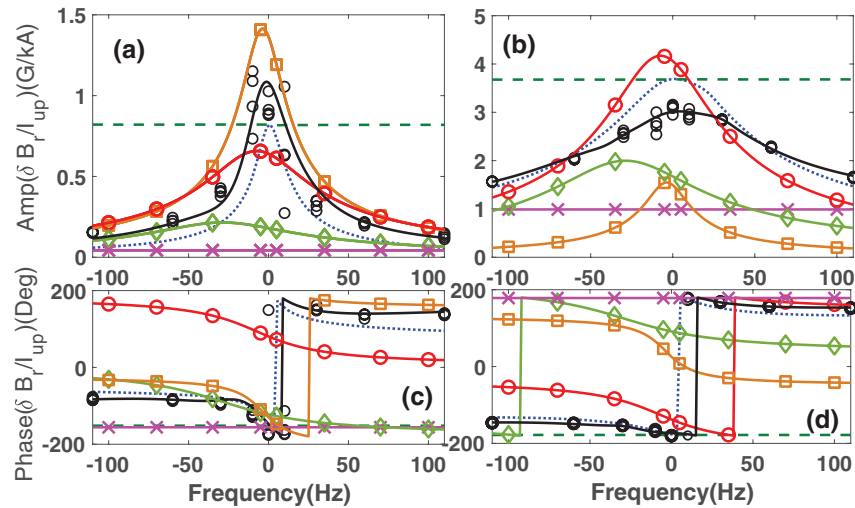 (a)
(b)
Amp(δ B_r/I_up)(G/kA)
1.5
1
0.5
0
5
4
3
2
1
0
-100 -50 0 50 100
-100 -50 0 50 100
Phase(δ B_r/I_up)(Deg)
200
0
-200
200
0
-200
(c)
(d)
-100 -50 0 50 100
-100 -50 0 50 100
Frequency(Hz)
Frequency(Hz)